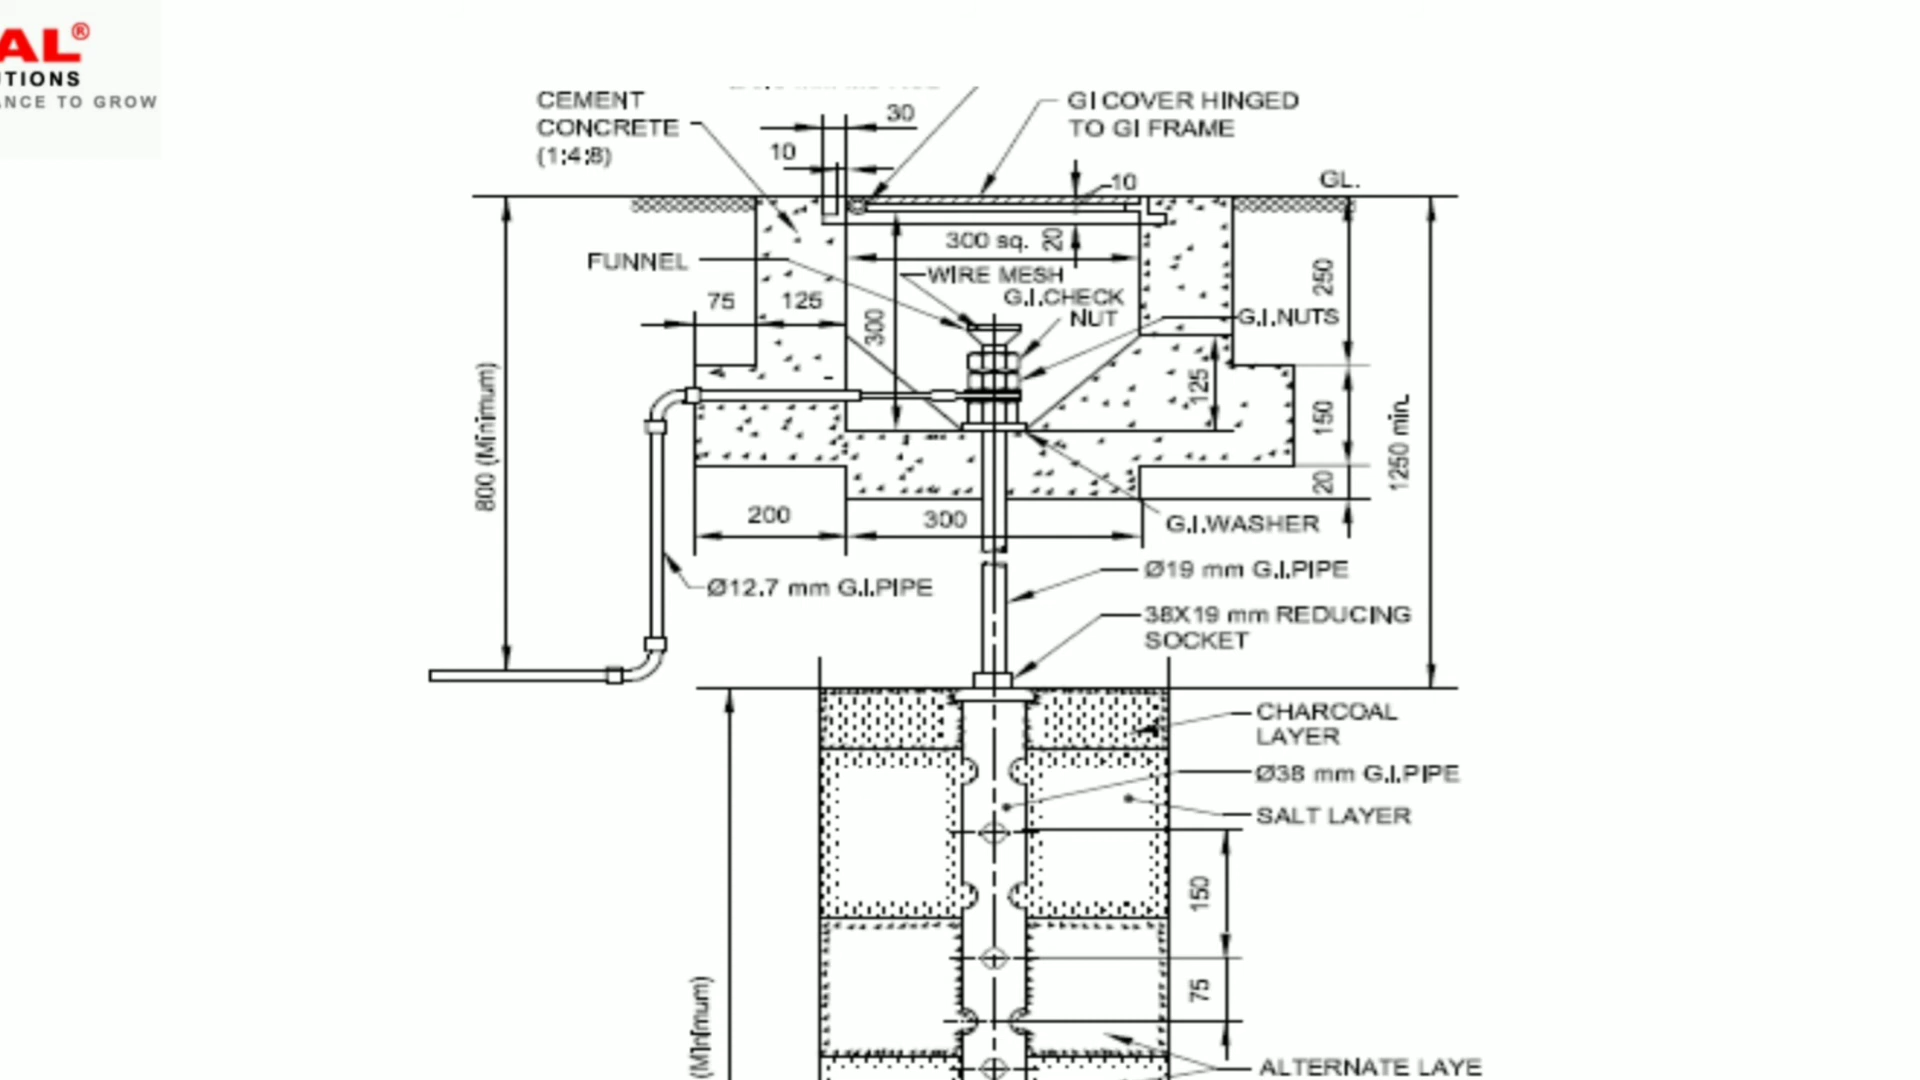 AL®
UTIONS
ANCE TO GROW
CEMENT
CONCRETE
(1:4:8)
30
10
GI COVER HINGED
TO GI FRAME
10
GL.
300 sq.
20
FUNNEL
WIRE MESH
G.I.CHECK
NUT
G.I.NUTS
75
125
300
250
125
150
20
800 (Minimum)
1250 min.
200
300
G.I.WASHER
Ø12.7 mm G.I.PIPE
Ø19 mm G.I.PIPE
38X19 mm REDUCING
SOCKET
CHARCOAL
LAYER
Ø38 mm G.I.PIPE
SALT LAYER
150
75
(Minimum)
ALTERNATE LAYE